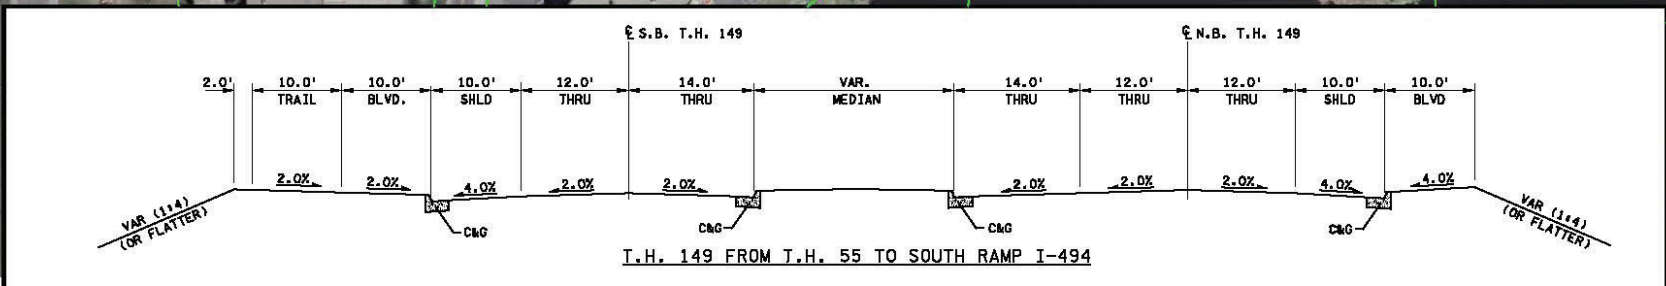 ℄ S.B. T.H. 149
℄ N.B. T.H. 149
2.0' 10.0' 10.0' 10.0' 12.0' 14.0' VAR. 14.0' 12.0' 12.0' 10.0' 10.0'
TRAIL BLVD. SHLD THRU THRU MEDIAN THRU THRU THRU SHLD BLVD
2.0% 2.0% 4.0% 2.0% 2.0% 2.0% 2.0% 2.0% 4.0% 4.0%
VAR (1:4)
(OR FLATTER)
C&G
C&G
C&G
C&G
VAR (1:4)
(OR FLATTER)
T.H. 149 FROM T.H. 55 TO SOUTH RAMP I-494